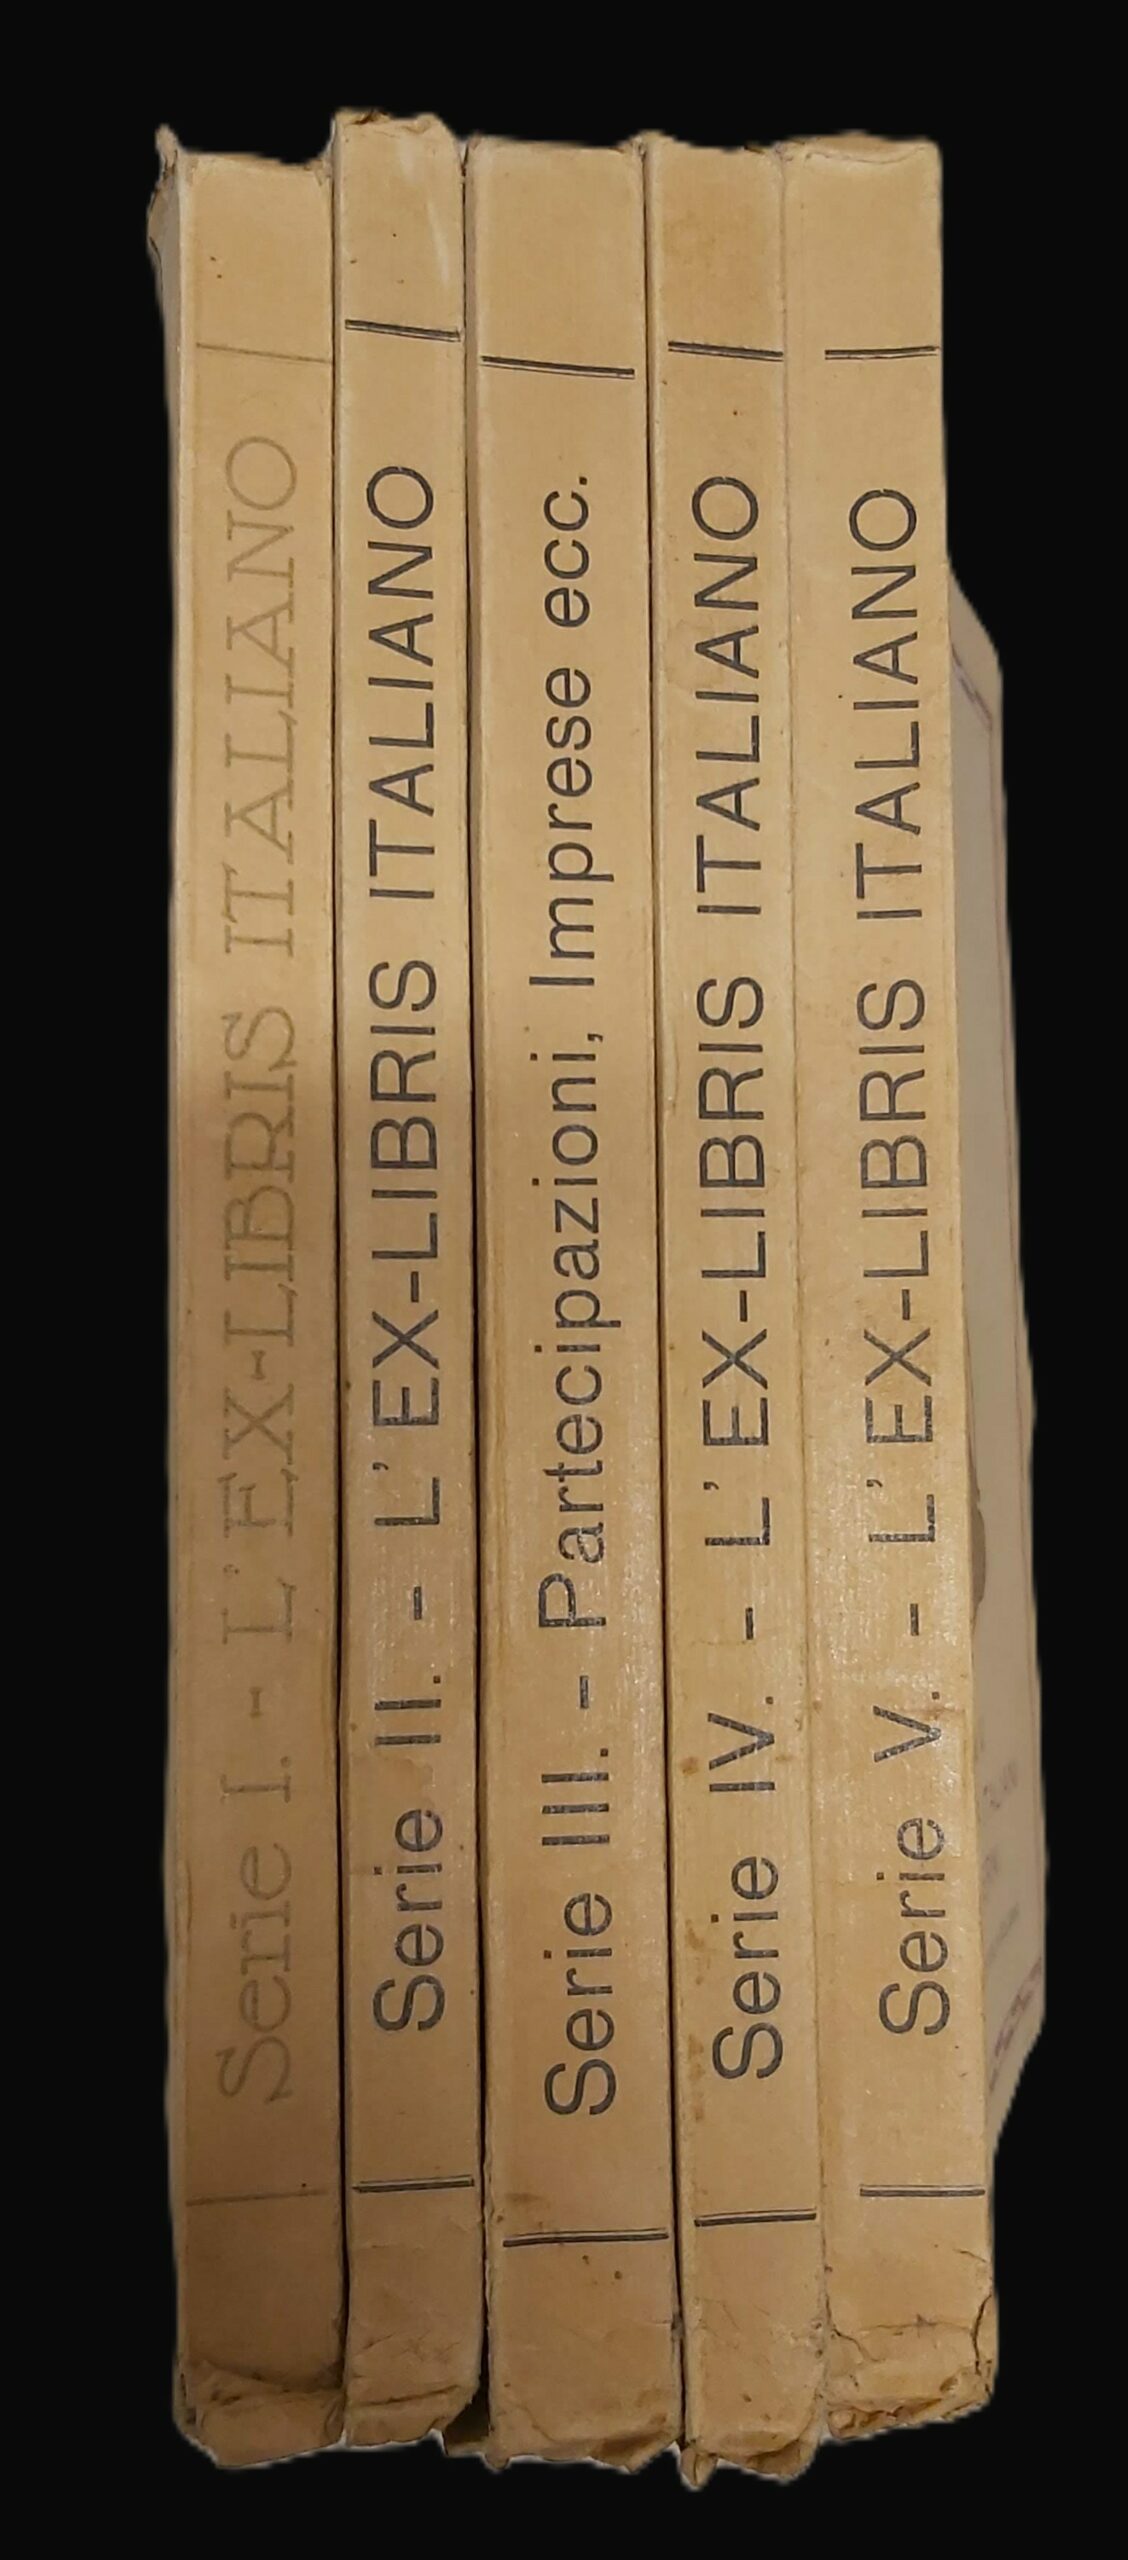 Serie I. - L'EX-LIBRIS ITALIANO
Serie II. - L'EX-LIBRIS ITALIANO
Serie III. - Partecipazioni, Imprese ecc.
Serie IV. - L'EX-LIBRIS ITALIANO
Serie V. - L'EX-LIBRIS ITALIANO